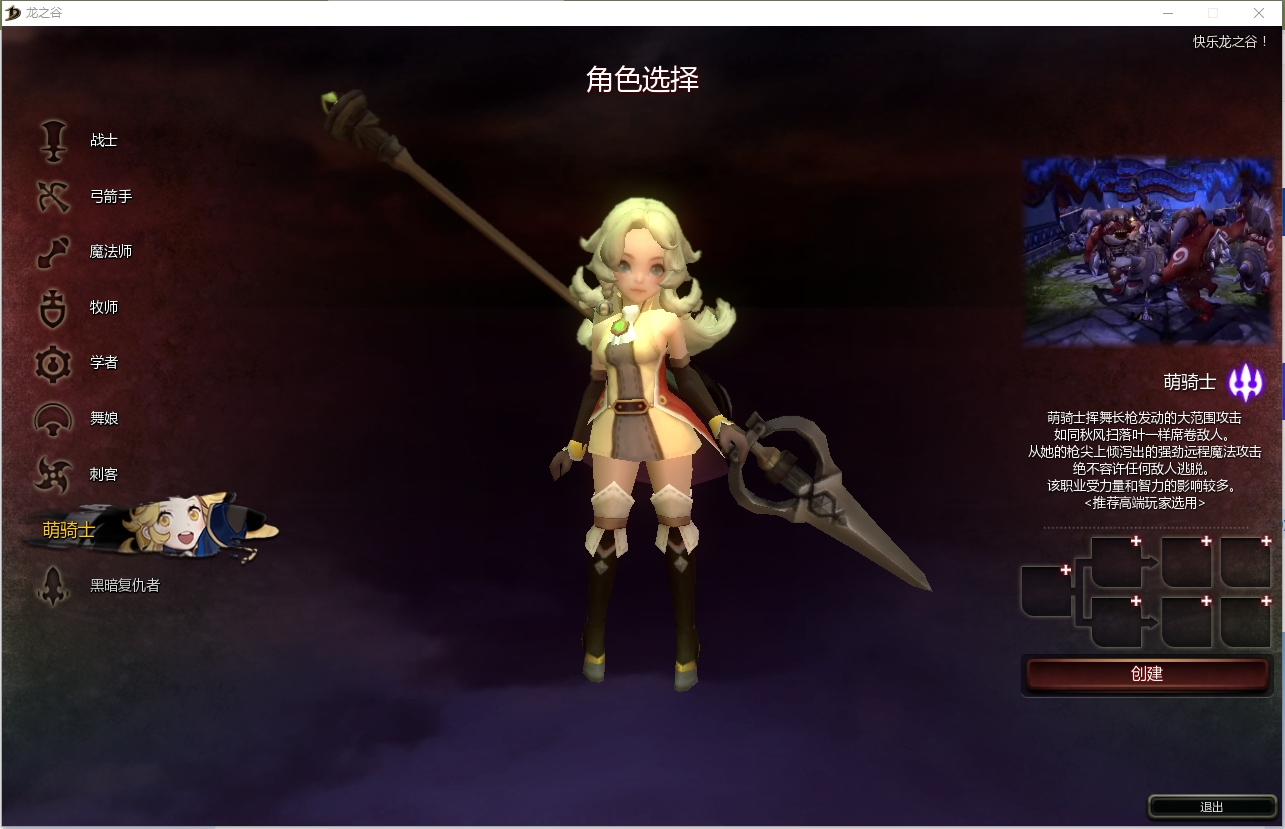 龙之谷
快乐龙之谷！
角色选择
战士
弓箭手
魔法师
牧师
学者
舞娘
刺客
萌骑士
黑暗复仇者
萌骑士
萌骑士挥舞长枪发动的大范围攻击
如同秋风扫落叶一样席卷敌人。
从她的枪尖上倾泻出的强劲远程魔法攻击
绝不容许任何敌人逃脱。
该职业受力量和智力的影响较多。
<推荐高端玩家选用>
创建
退出